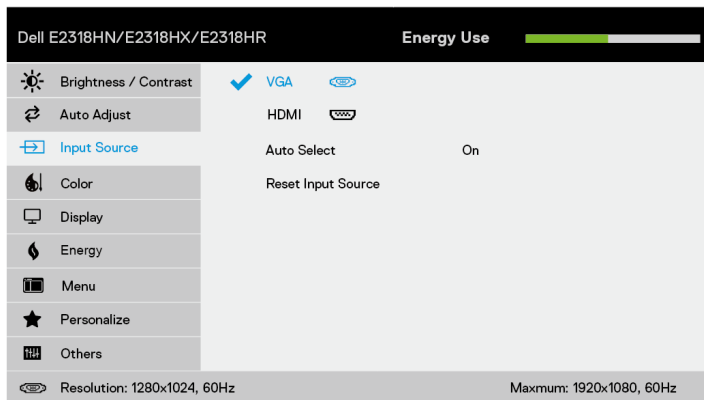 Dell E2318HN/E2318HX/E2318HR Energy Use
Brightness / Contrast VGA
Auto Adjust HDMI
Input Source Auto Select On
Color Reset Input Source
Display
Energy
Menu
Personalize
Others
Resolution: 1280x1024, 60Hz Maxmum: 1920x1080, 60Hz